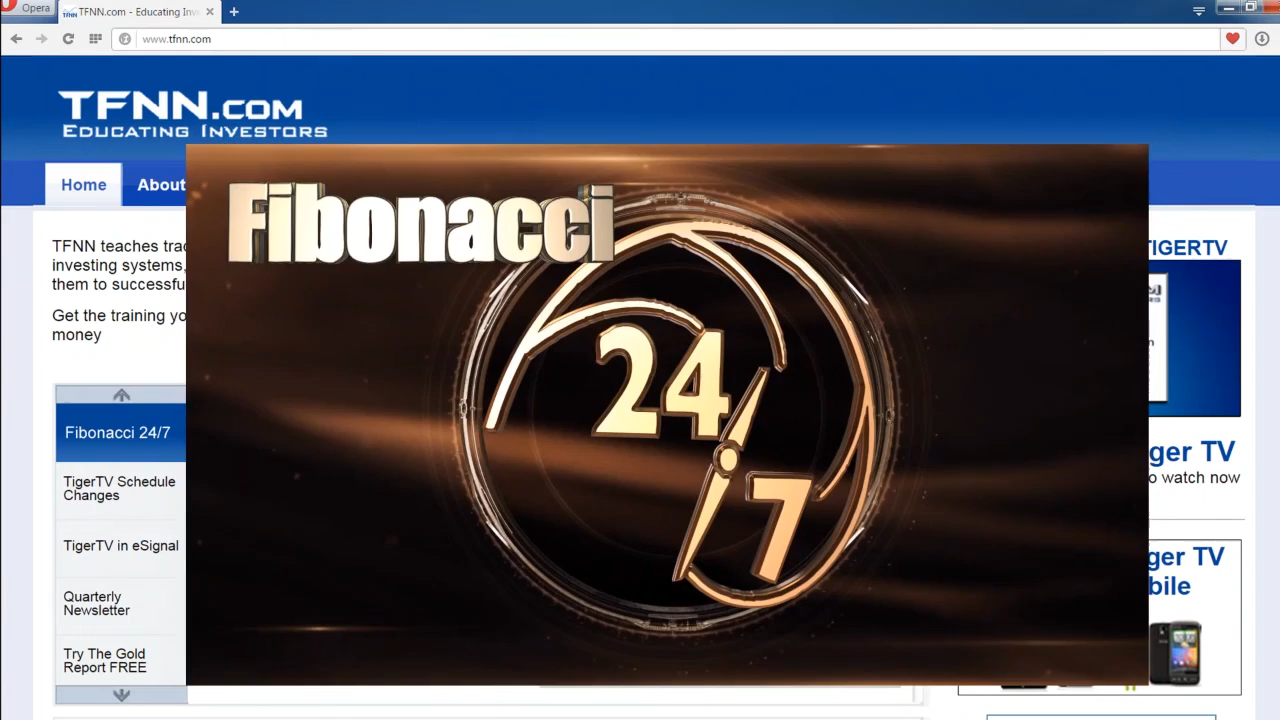 Opera
TFNN.com - Educating Inv
www.tfnn.com
TFNN.COM
EDUCATING INVESTORS
Home
About
Fibonacci
24
7
TFNN teaches tra
investing systems,
them to successfu
Get the training yo
money
Fibonacci 24/7
TigerTV Schedule
Changes
TigerTV in eSignal
Quarterly
Newsletter
Try The Gold
Report FREE
TIGERTV
ger TV
o watch now
ger TV
bile